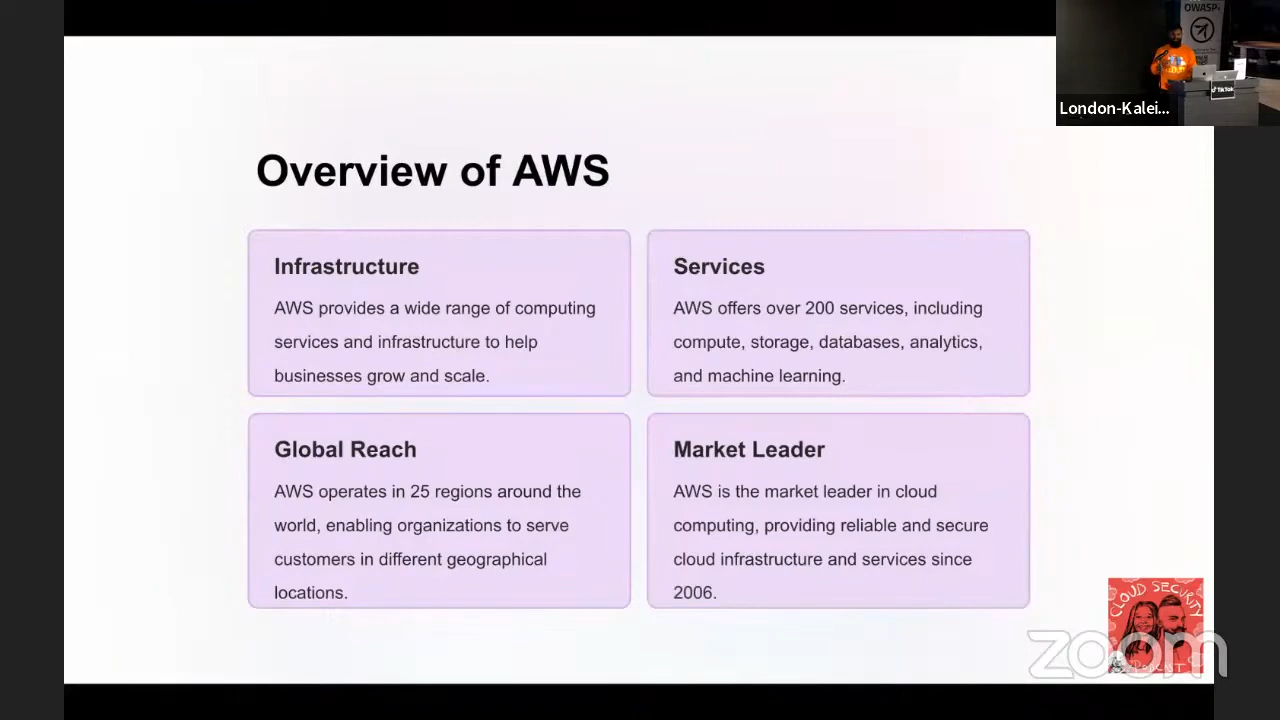 OWASP
TikTok
London-Kalei...
Overview of AWS
Infrastructure
AWS provides a wide range of computing
services and infrastructure to help
businesses grow and scale.
Services
AWS offers over 200 services, including
compute, storage, databases, analytics,
and machine learning.
Global Reach
AWS operates in 25 regions around the
world, enabling organizations to serve
customers in different geographical
locations.
Market Leader
AWS is the market leader in cloud
computing, providing reliable and secure
cloud infrastructure and services since
2006.
CLOUD SECURITY
PODCAST
zoom